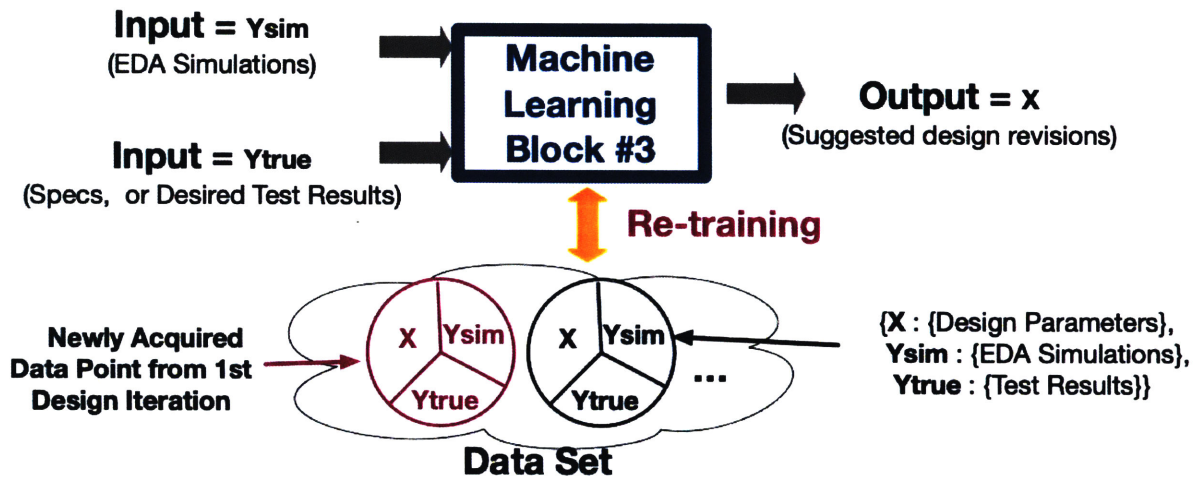 Input = Ysim
(EDA Simulations)
Machine
Learning
Block #3
Output = x
(Suggested design revisions)
Input = Ytrue
(Specs, or Desired Test Results)
Re-training
Newly Acquired
Data Point from 1st
Design Iteration
X
Ysim
Ytrue
X
Ysim
Ytrue
...
{X : {Design Parameters},
Ysim : {EDA Simulations},
Ytrue : {Test Results}}
Data Set